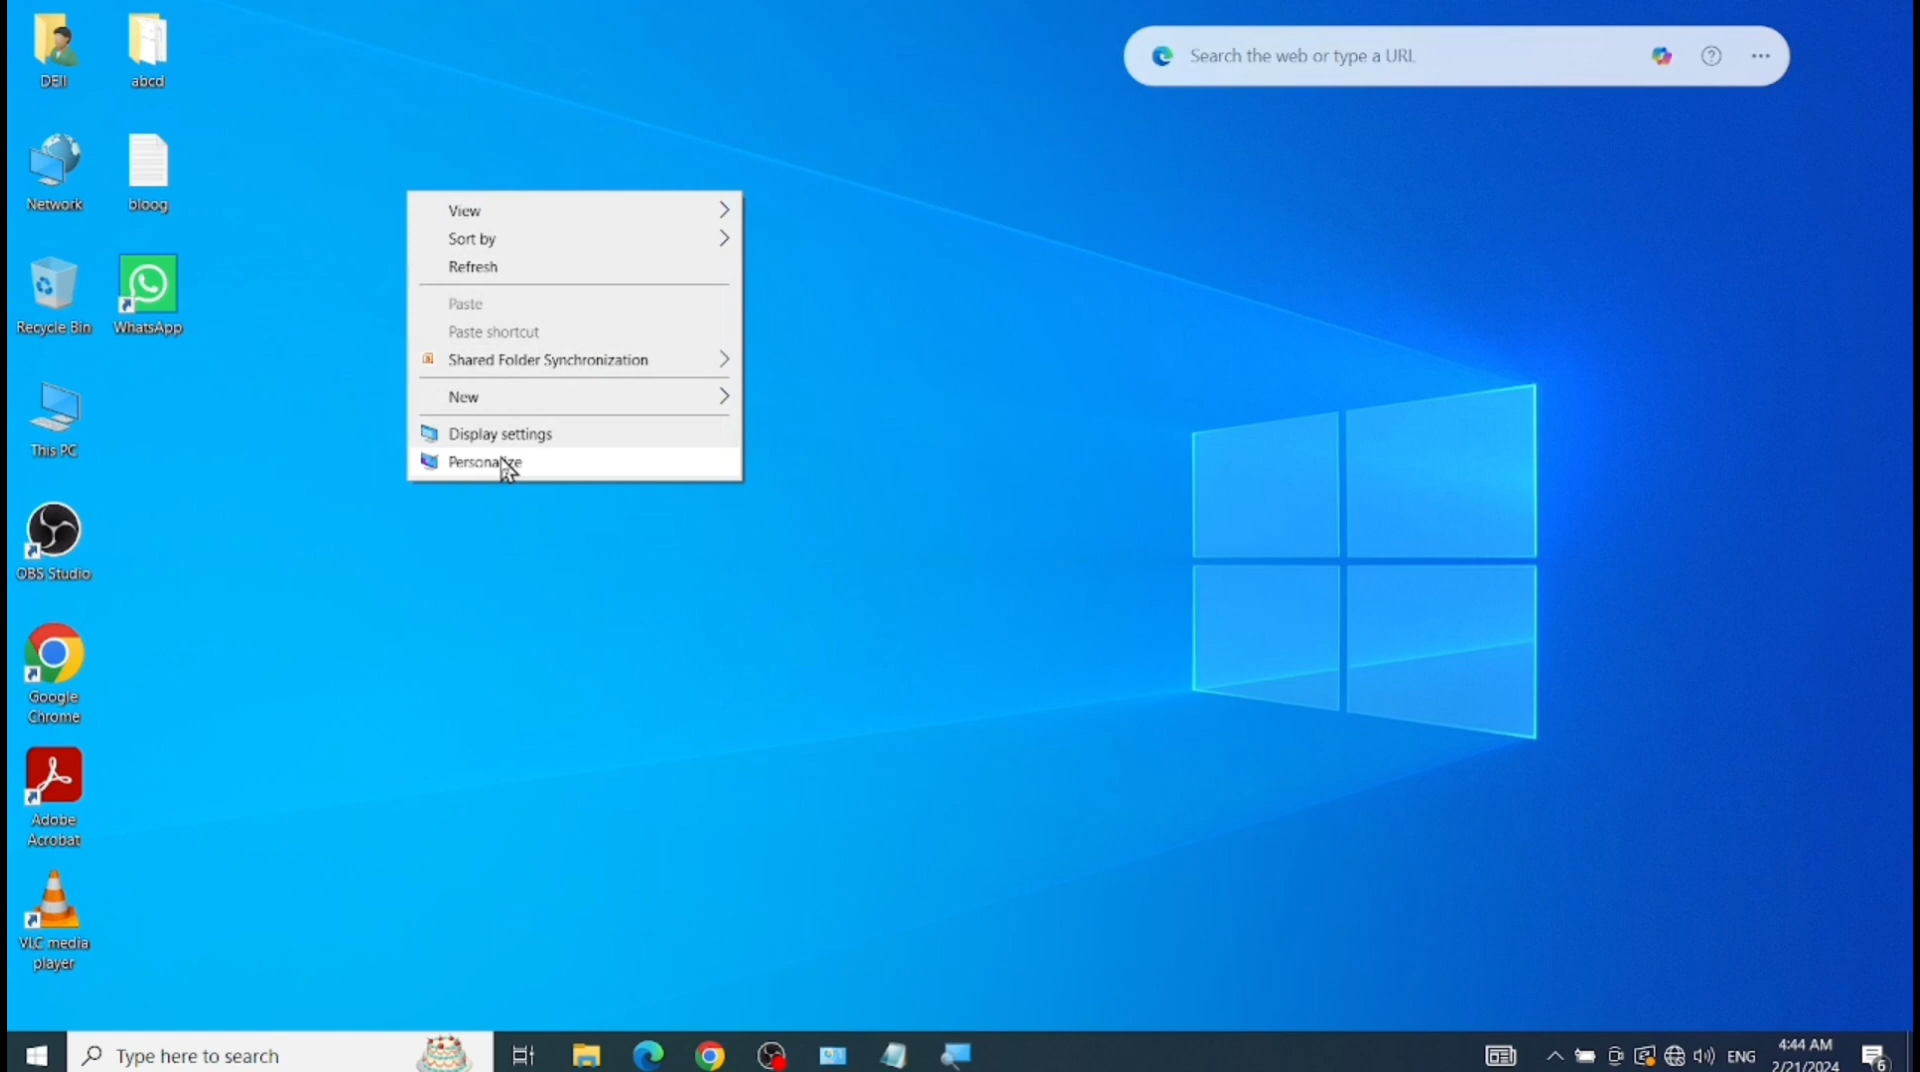 DEll
abcd
Search the web or type a URL
Network
bloog
View
Sort by
Refresh
Recycle Bin
WhatsApp
Paste
Paste shortcut
Shared Folder Synchronization
New
This PC
Display settings
Personalize
OBS Studio
Google
Chrome
Adobe
Acrobat
VLC media
player
Type here to search
ENG
4:44 AM
2/21/2024
6